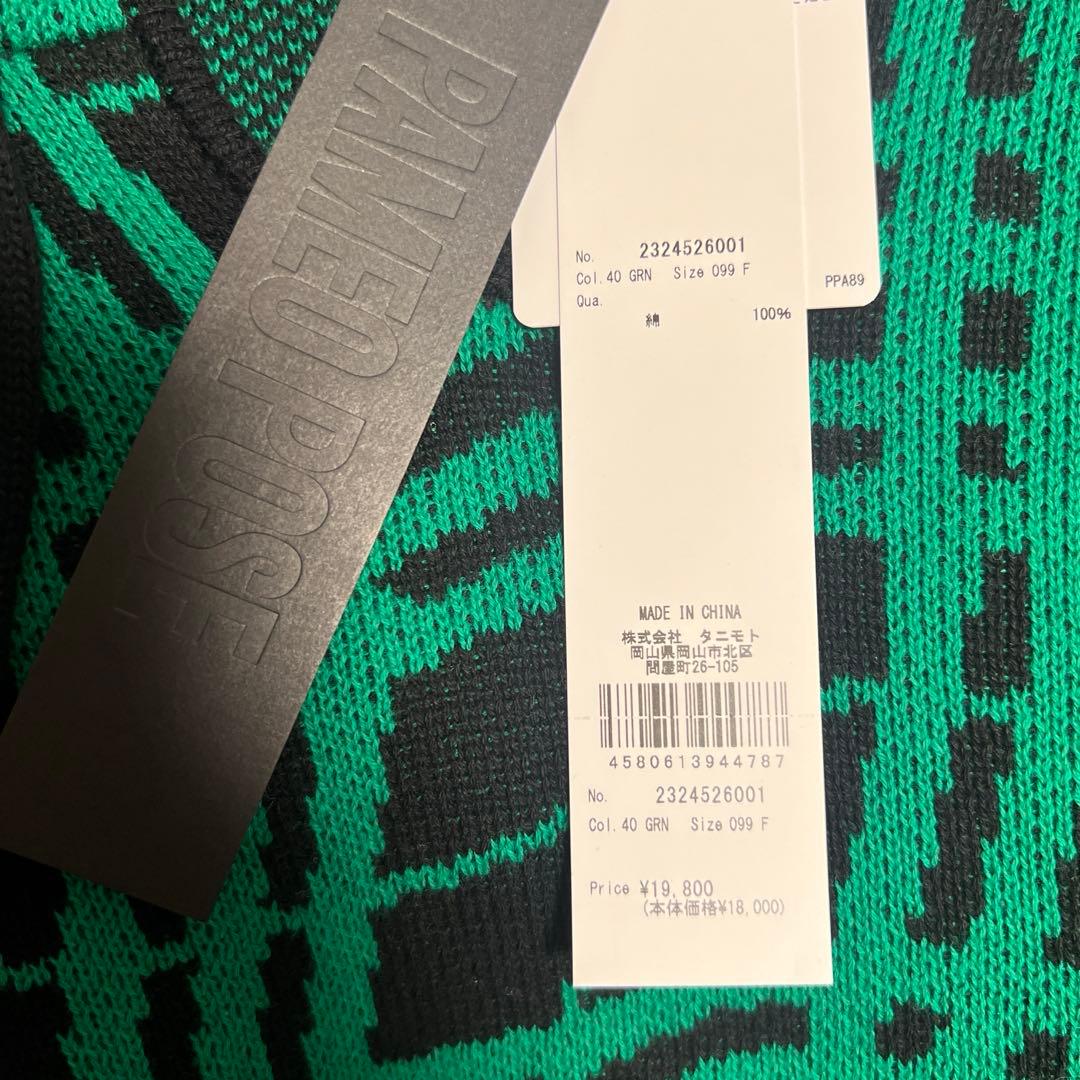 PAMEO POSE
No. 2324526001
Col. 40 GRN Size 099 F
PPA89
Qua.
綿 100%
MADE IN CHINA
株式会社 タニモト
岡山県岡山市北区
問屋町26-105
4580613944787
No. 2324526001
Col. 40 GRN Size 099 F
Price ¥19,800
(本体価格¥18,000)